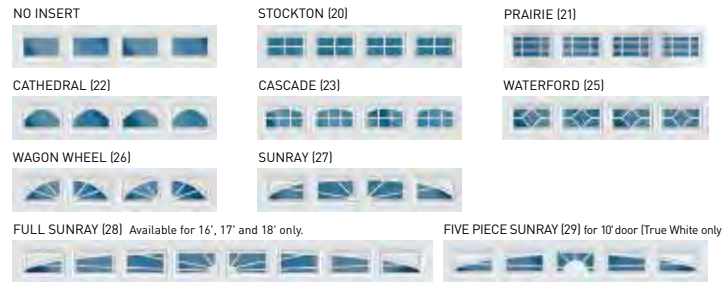 NO INSERT
STOCKTON (20)
PRAIRIE (21)
CATHEDRAL (22)
CASCADE (23)
WATERFORD (25)
WAGON WHEEL (26)
SUNRAY (27)
FULL SUNRAY (28) Available for 16', 17' and 18' only.
FIVE PIECE SUNRAY (29) for 10' door (True White only